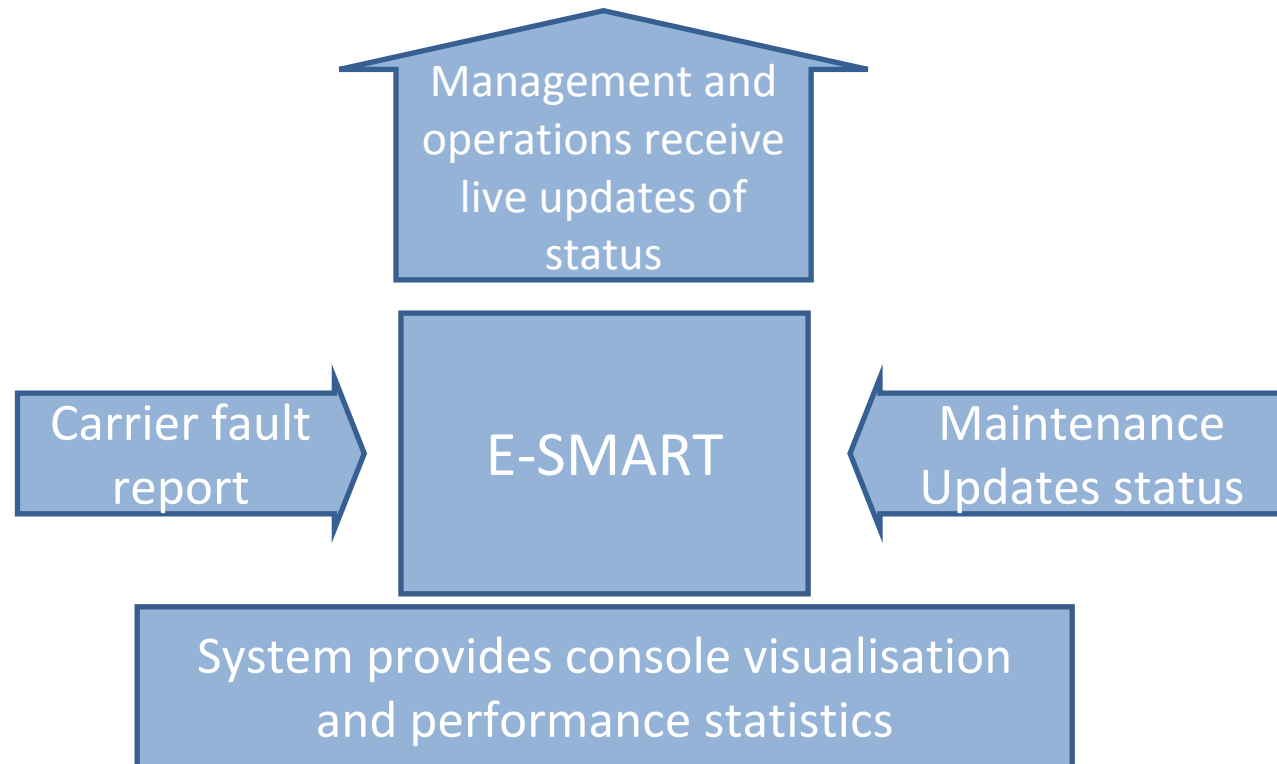 Management and
operations receive
live updates of
status
Carrier fault
report
E-SMART
Maintenance
Updates status
System provides console visualisation
and performance statistics